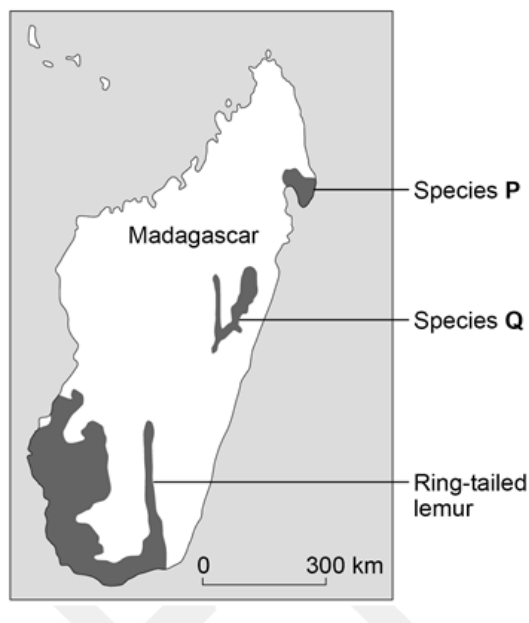 Species P
Madagascar
Species Q
Ring-tailed
lemur
0 300 km